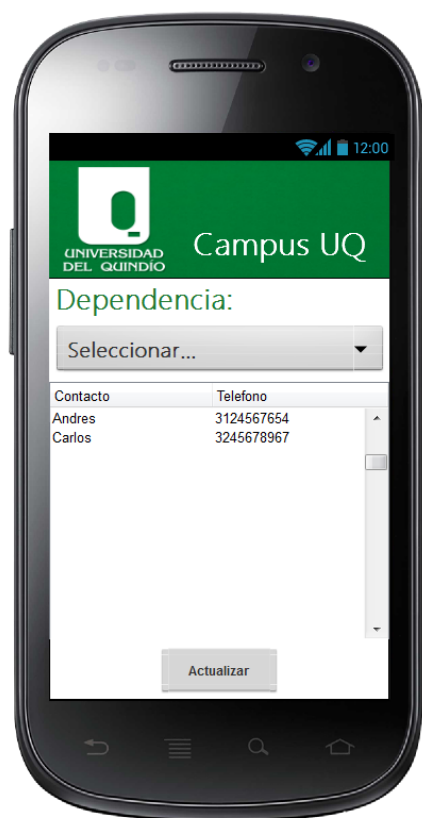 12:00
UNIVERSIDAD
DEL QUINDÍO
Campus UQ
Dependencia:
Seleccionar...
Contacto Telefono
Andres 3124567654
Carlos 3245678967
Actualizar